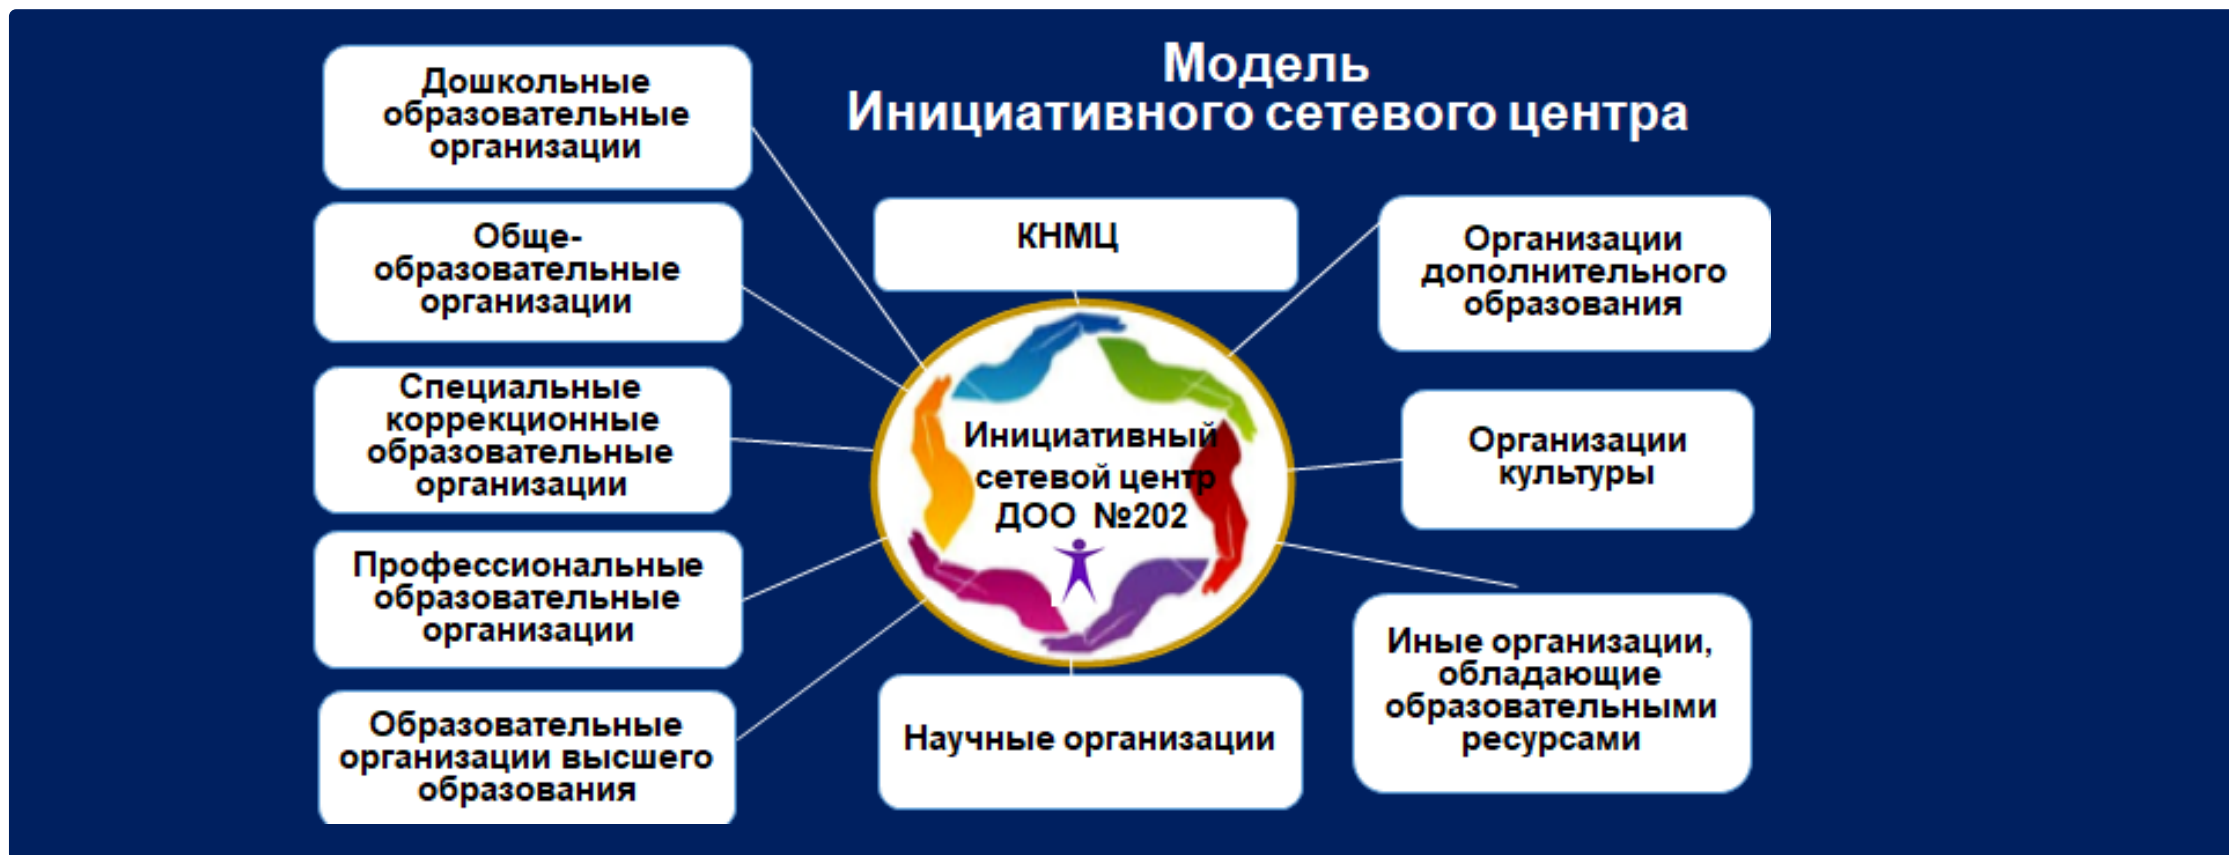 Модель
Инициативного сетевого центра
Дошкольные
образовательные
организации
Обще-
образовательные
организации
Специальные
коррекционные
образовательные
организации
Профессиональные
образовательные
организации
Образовательные
организации высшего
образования
КНМЦ
Инициативный
сетевой центр
ДОО №202
Научные организации
Организации
дополнительного
образования
Организации
культуры
Иные организации,
обладающие
образовательными
ресурсами